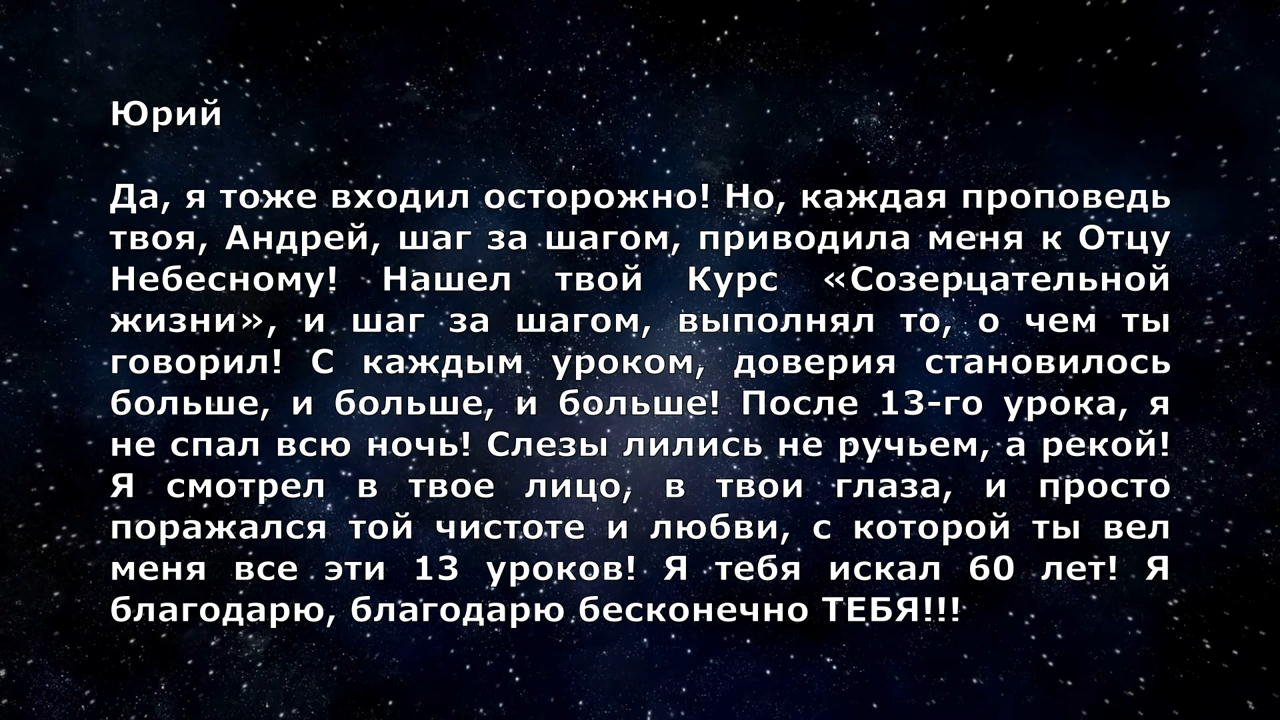 Юрий
Да, я тоже входил осторожно! Но, каждая проповедь
твоя, Андрей, шаг за шагом, приводила меня к Отцу
Небесному! Нашел твой Курс «Созерцательной
жизни», и шаг за шагом, выполнял то, о чем ты
говорил! С каждым уроком, доверия становилось
больше, и больше, и больше! После 13-го урока, я
не спал всю ночь! Слезы лились не ручьем, а рекой!
Я смотрел в твое лицо, в твои глаза, и просто
поражался той чистоте и любви, с которой ты вел
меня все эти 13 уроков! Я тебя искал 60 лет! Я
благодарю, благодарю бесконечно ТЕБЯ!!!